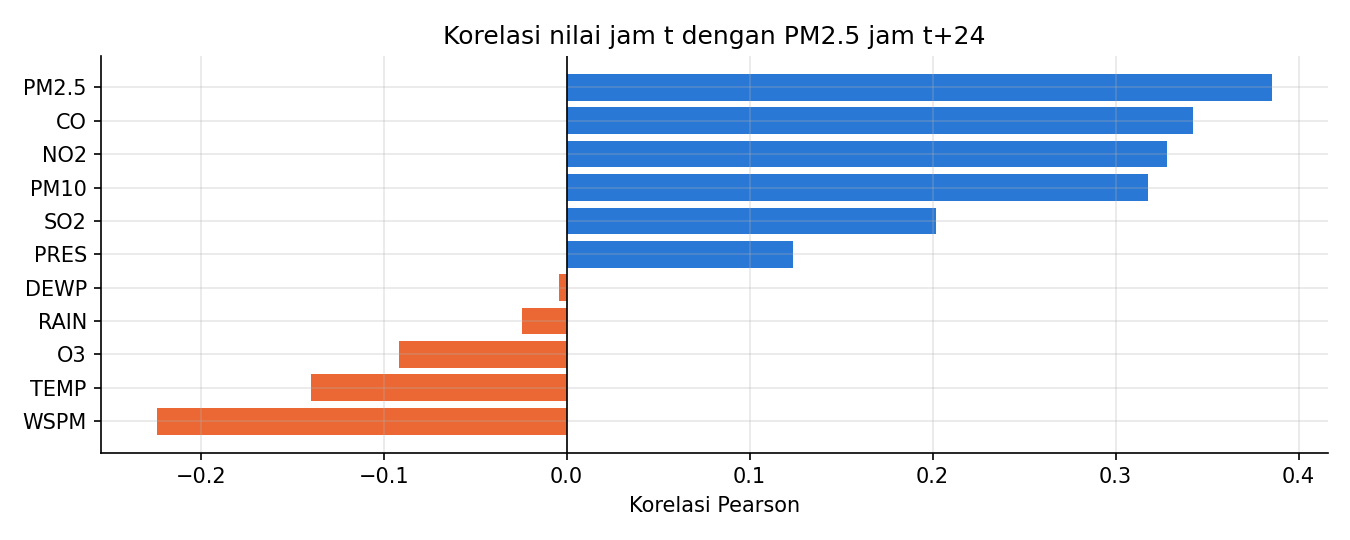 Korelasi nilai jam t dengan PM2.5 jam t+24
PM2.5
CO
NO2
PM10
SO2
PRES
DEWP
RAIN
O3
TEMP
WSPM
−0.2 −0.1 0.0 0.1 0.2 0.3 0.4
Korelasi Pearson